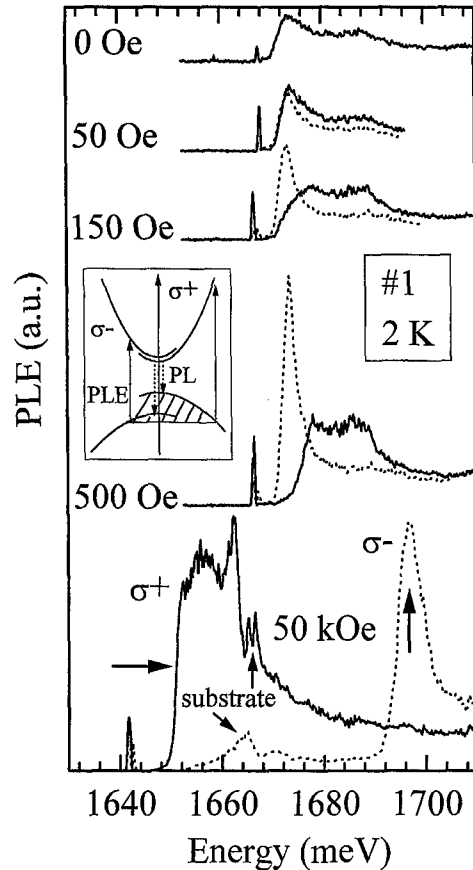 0 Oe
50 Oe
150 Oe
#1
2 K
σ+
σ-
PLE
PL
500 Oe
σ+
σ-
50 kOe
substrate
PLE (a.u.)
1640 1660 1680 1700
Energy (meV)